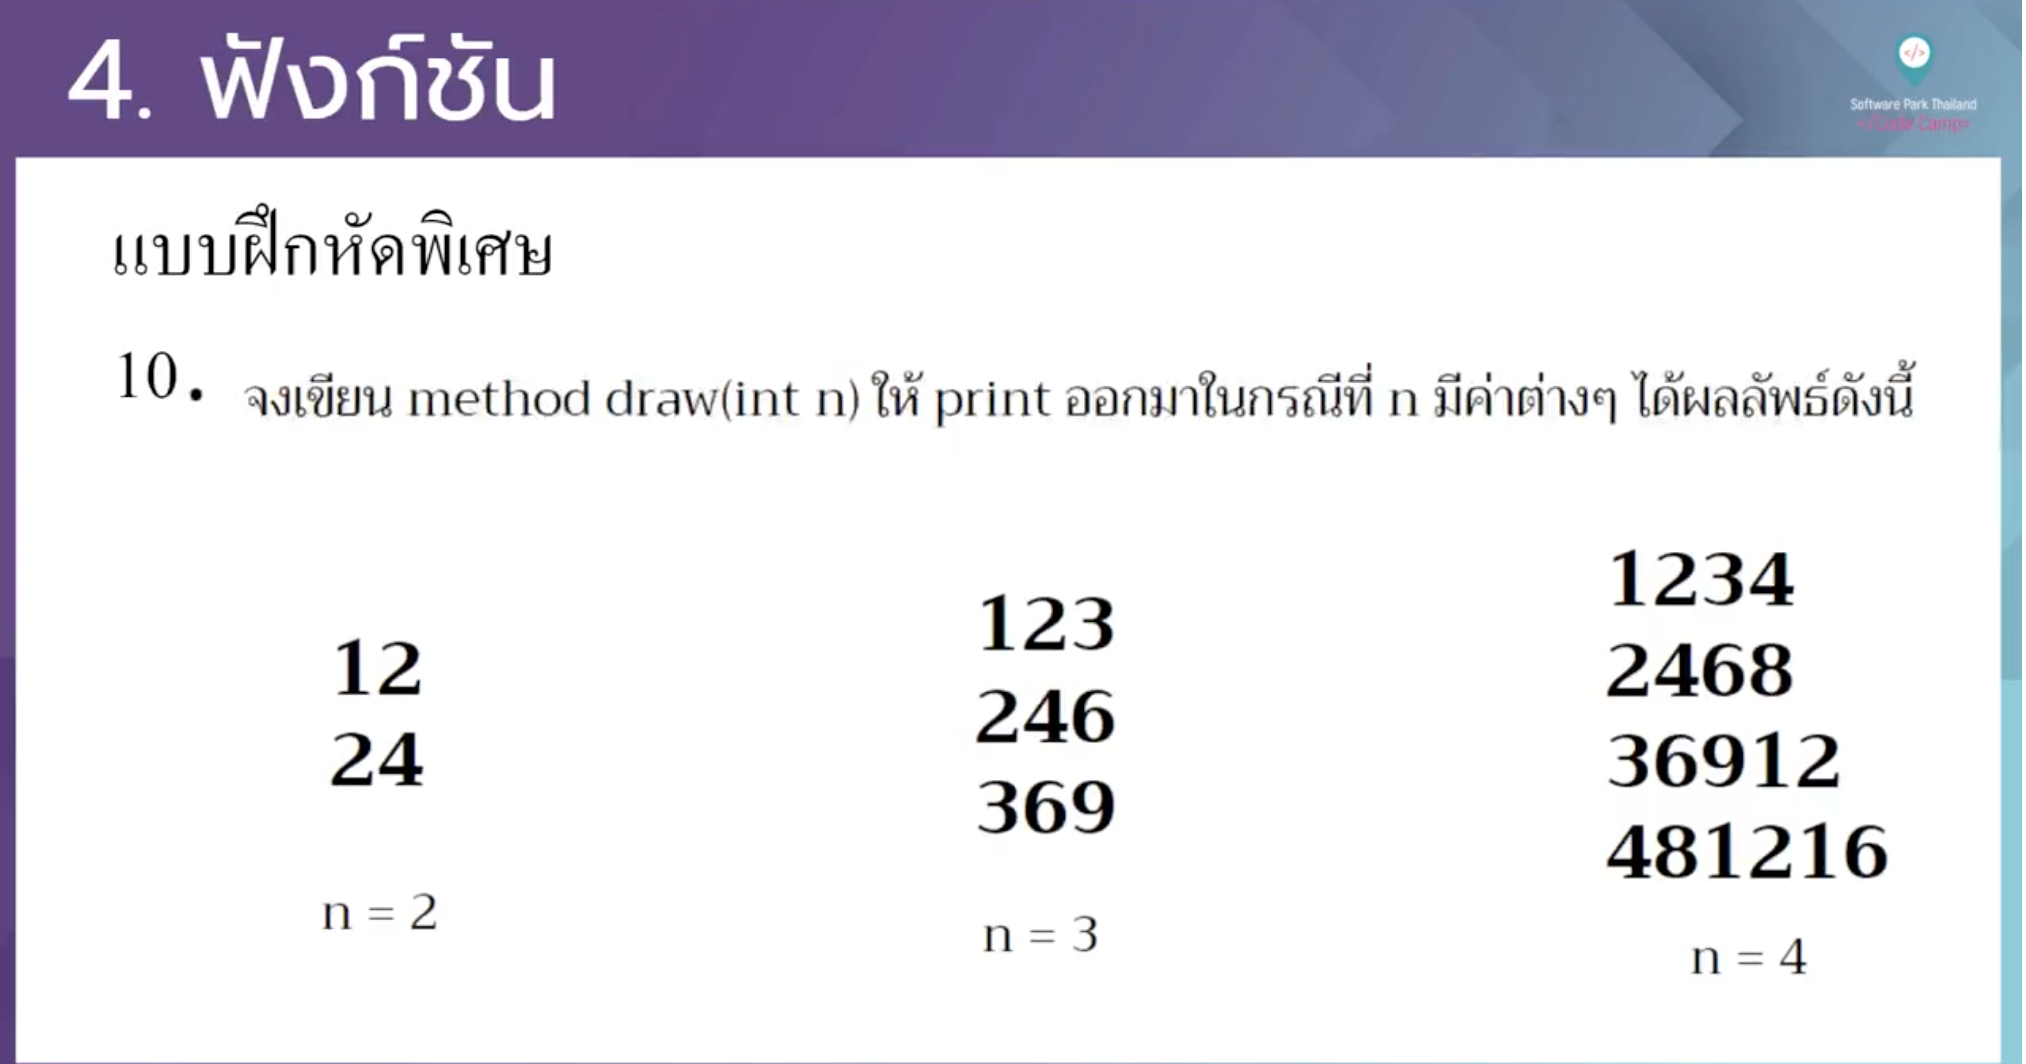 4. ฟังก์ชัน
Software Park Thailand
</Code Camp>
แบบฝึกหัดพิเศษ
10. จงเขียน method draw(int n) ให้ print ออกมาในกรณีที่ n มีค่าต่างๆ ได้ผลลัพธ์ดังนี้
12
24
n = 2
123
246
369
n = 3
1234
2468
36912
481216
n = 4